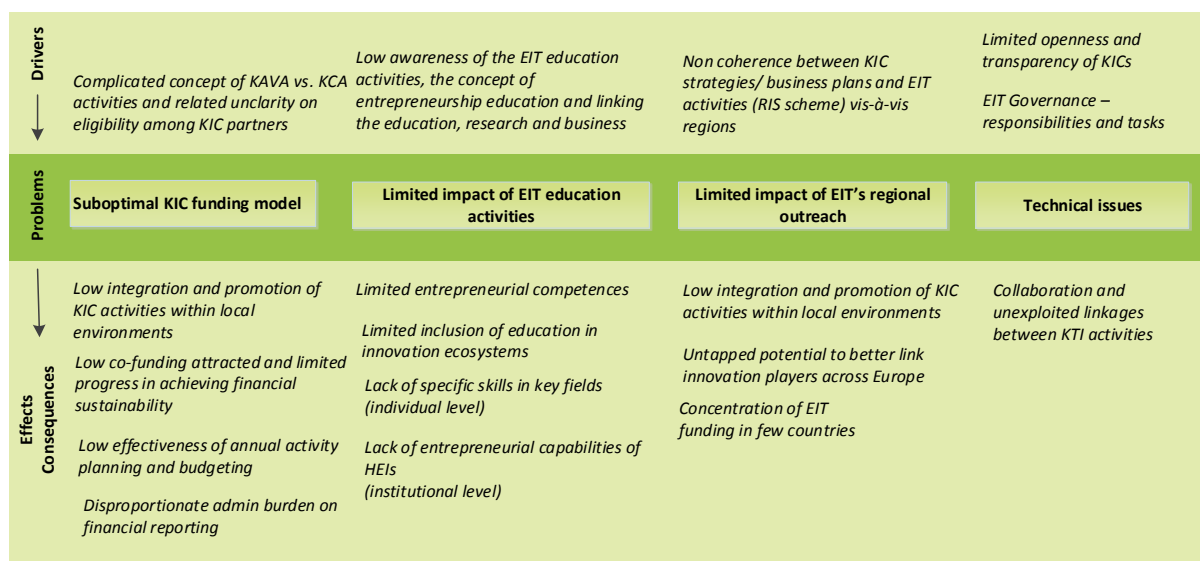 Drivers
Complicated concept of KAVA vs. KCA
activities and related unclarity on
eligibility among KIC partners
Low awareness of the EIT education
activities, the concept of
entrepreneurship education and linking
the education, research and business
Non coherence between KIC
strategies/ business plans and EIT
activities (RIS scheme) vis-à-vis
regions
Limited openness and
transparency of KICs
EIT Governance –
responsibilities and tasks
Problems
Suboptimal KIC funding model
Limited impact of EIT education
activities
Limited impact of EIT’s regional
outreach
Technical issues
Effects
Consequences
Low integration and promotion of
KIC activities within local
environments
Low co-funding attracted and limited
progress in achieving financial
sustainability
Low effectiveness of annual activity
planning and budgeting
Disproportionate admin burden on
financial reporting
Limited entrepreneurial competences
Limited inclusion of education in
innovation ecosystems
Lack of specific skills in key fields
(individual level)
Lack of entrepreneurial capabilities of
HEIs
(institutional level)
Low integration and promotion of KIC
activities within local environments
Untapped potential to better link
innovation players across Europe
Concentration of EIT
funding in few countries
Collaboration and
unexploited linkages
between KTI activities